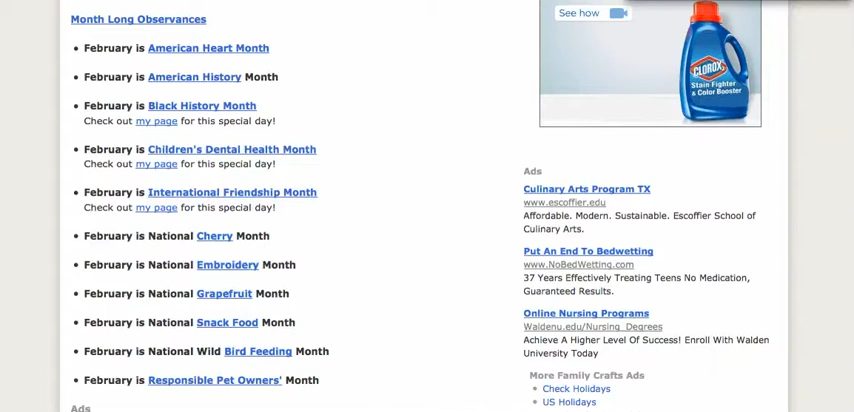 Month Long Observances
• February is American Heart Month
• February is American History Month
• February is Black History Month
Check out my page for this special day!
• February is Children's Dental Health Month
Check out my page for this special day!
• February is International Friendship Month
Check out my page for this special day!
• February is National Cherry Month
• February is National Embroidery Month
• February is National Grapefruit Month
• February is National Snack Food Month
• February is National Wild Bird Feeding Month
• February is Responsible Pet Owners' Month
Ads
See how
CLOROX
Stain Fighter
& Color Booster
Ads
Culinary Arts Program TX
www.escoffier.edu
Affordable. Modern. Sustainable. Escoffier School of
Culinary Arts.
Put An End To Bedwetting
www.NoBedWetting.com
37 Years Effectively Treating Teens No Medication,
Guaranteed Results.
Online Nursing Programs
Waldenu.edu/Nursing_Degrees
Achieve A Higher Level Of Success! Enroll With Walden
University Today
More Family Crafts Ads
• Check Holidays
• US Holidays